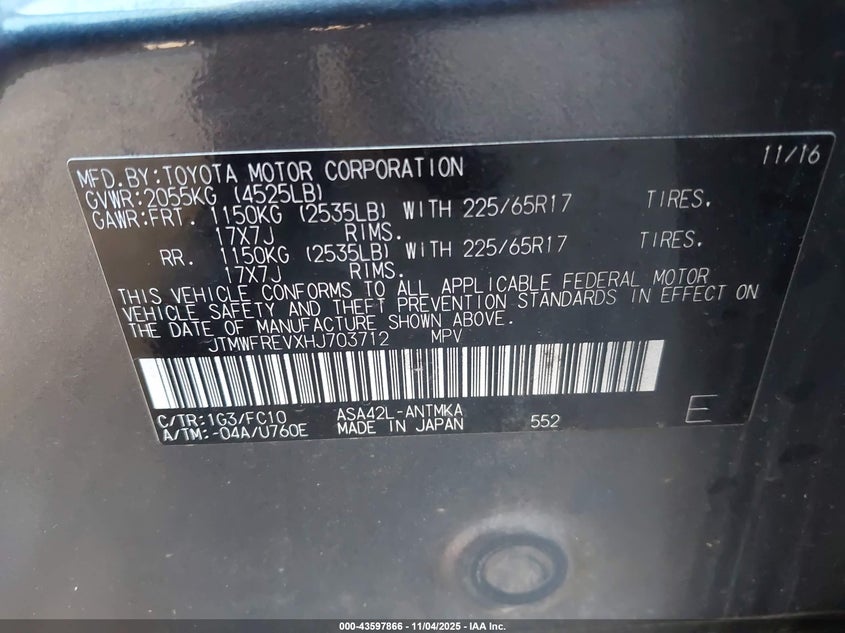 MFD.BY:TOYOTA MOTOR CORPORATION 11/16
GVWR:2055KG (4525LB)
GAWR:FRT. 1150KG (2535LB) WITH 225/65R17 TIRES.
17X7J RIMS.
RR. 1150KG (2535LB) WITH 225/65R17 TIRES.
17X7J RIMS.
THIS VEHICLE CONFORMS TO ALL APPLICABLE FEDERAL MOTOR
VEHICLE SAFETY AND THEFT PREVENTION STANDARDS IN EFFECT ON
THE DATE OF MANUFACTURE SHOWN ABOVE.
JTMWFREVXHJ703712 MPV
C/TR:1G3/FC10 ASA42L-ANTMKA
A/TM:-04A/U760E MADE IN JAPAN 552 E
000-43597866 - 11/04/2025 - IAA Inc.